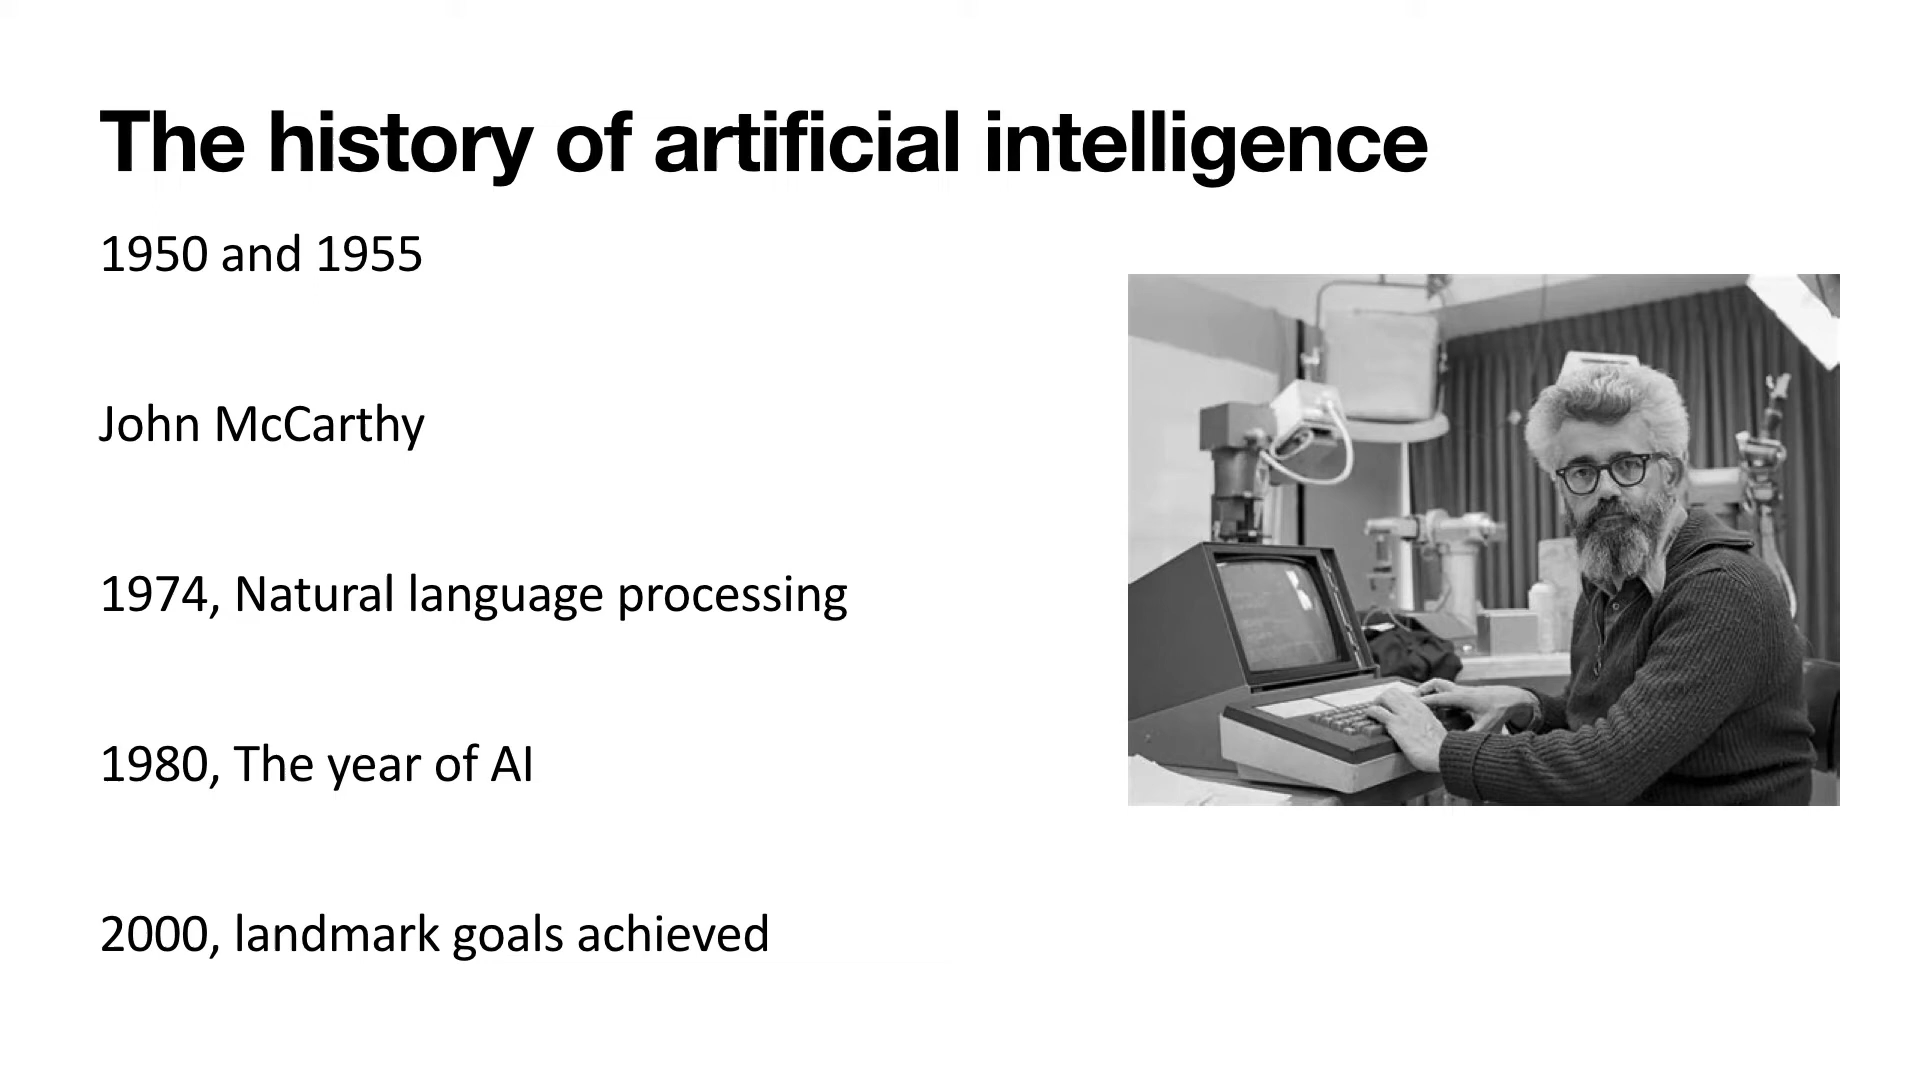 The history of artificial intelligence
1950 and 1955
John McCarthy
1974, Natural language processing
1980, The year of AI
2000, landmark goals achieved